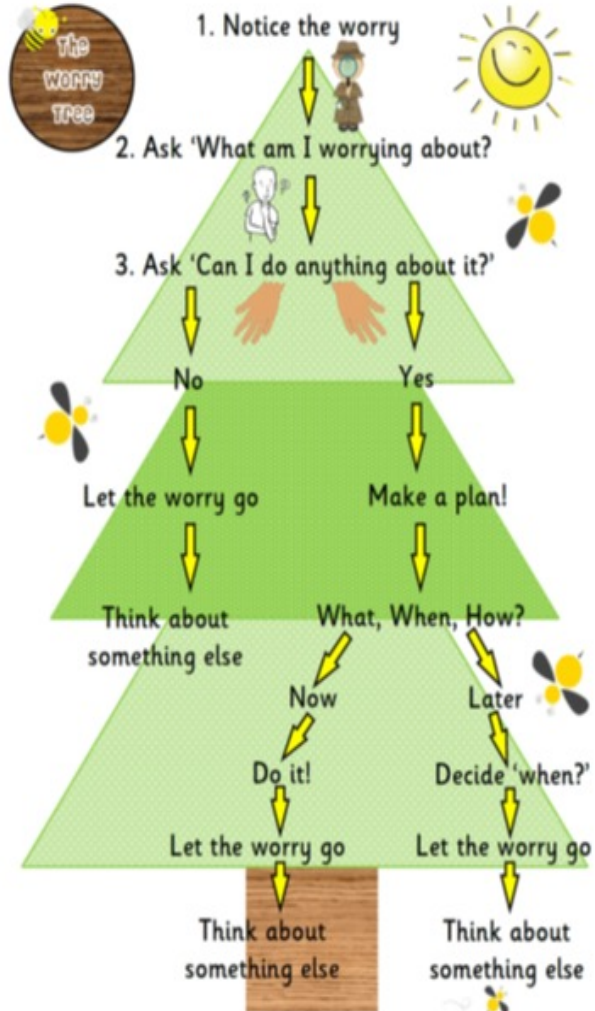 The
Worry
Tree
1. Notice the worry
2. Ask ‘What am I worrying about?
3. Ask ‘Can I do anything about it?’
No
Yes
Let the worry go
Make a plan!
Think about
something else
What, When, How?
Now
Later
Do it!
Decide ‘when?’
Let the worry go
Let the worry go
Think about
something else
Think about
something else